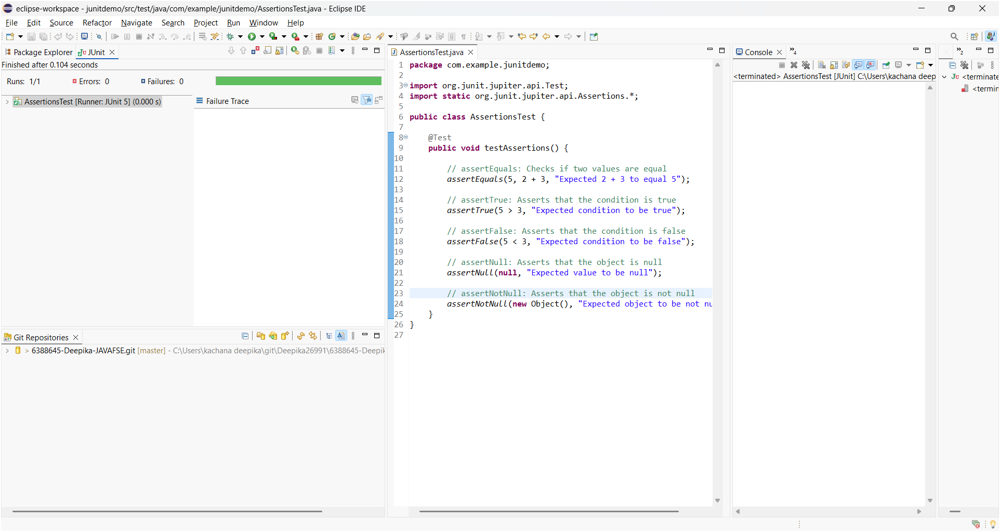 eclipse-workspace - junitdemo/src/test/java/com/example/junitdemo/AssertionsTest.java - Eclipse IDE
File Edit Source Refactor Navigate Search Project Run Window Help
Package Explorer JUnit
Finished after 0.104 seconds
Runs: 1/1 Errors: 0 Failures: 0
AssertionsTest [Runner: JUnit 5] (0.000 s)
Failure Trace
Git Repositories
> 6388645-Deepika-JAVAFSE.git [master] - C:\Users\kachana deepika\git\Deepika26991\6388645-Deepik
AssertionsTest.java
1 package com.example.junitdemo;
2
3 import org.junit.jupiter.api.Test;
4 import static org.junit.jupiter.api.Assertions.*;
5
6 public class AssertionsTest {
7
8 @Test
9 public void testAssertions() {
10
11 // assertEquals: Checks if two values are equal
12 assertEquals(5, 2 + 3, "Expected 2 + 3 to equal 5");
13
14 // assertTrue: Asserts that the condition is true
15 assertTrue(5 > 3, "Expected condition to be true");
16
17 // assertFalse: Asserts that the condition is false
18 assertFalse(5 < 3, "Expected condition to be false");
19
20 // assertNull: Asserts that the object is null
21 assertNull(null, "Expected value to be null");
22
23 // assertNotNull: Asserts that the object is not null
24 assertNotNull(new Object(), "Expected object to be not nu
25 }
26 }
27
Console
4
<terminated> AssertionsTest [JUnit] C:\Users\kachana deep
2
<terminate
<termin